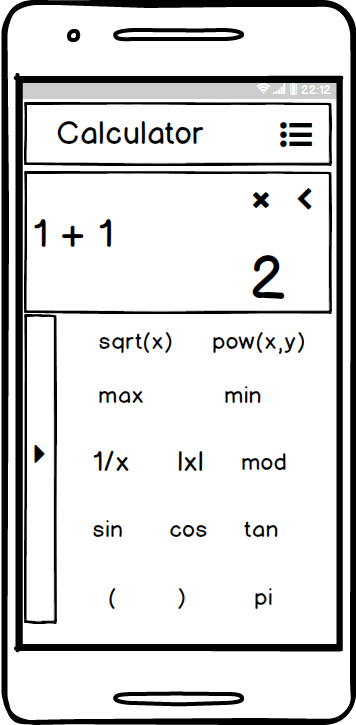 22:12
Calculator
1 + 1
2
sqrt(x) pow(x,y)
max min
1/x |x| mod
sin cos tan
( ) pi